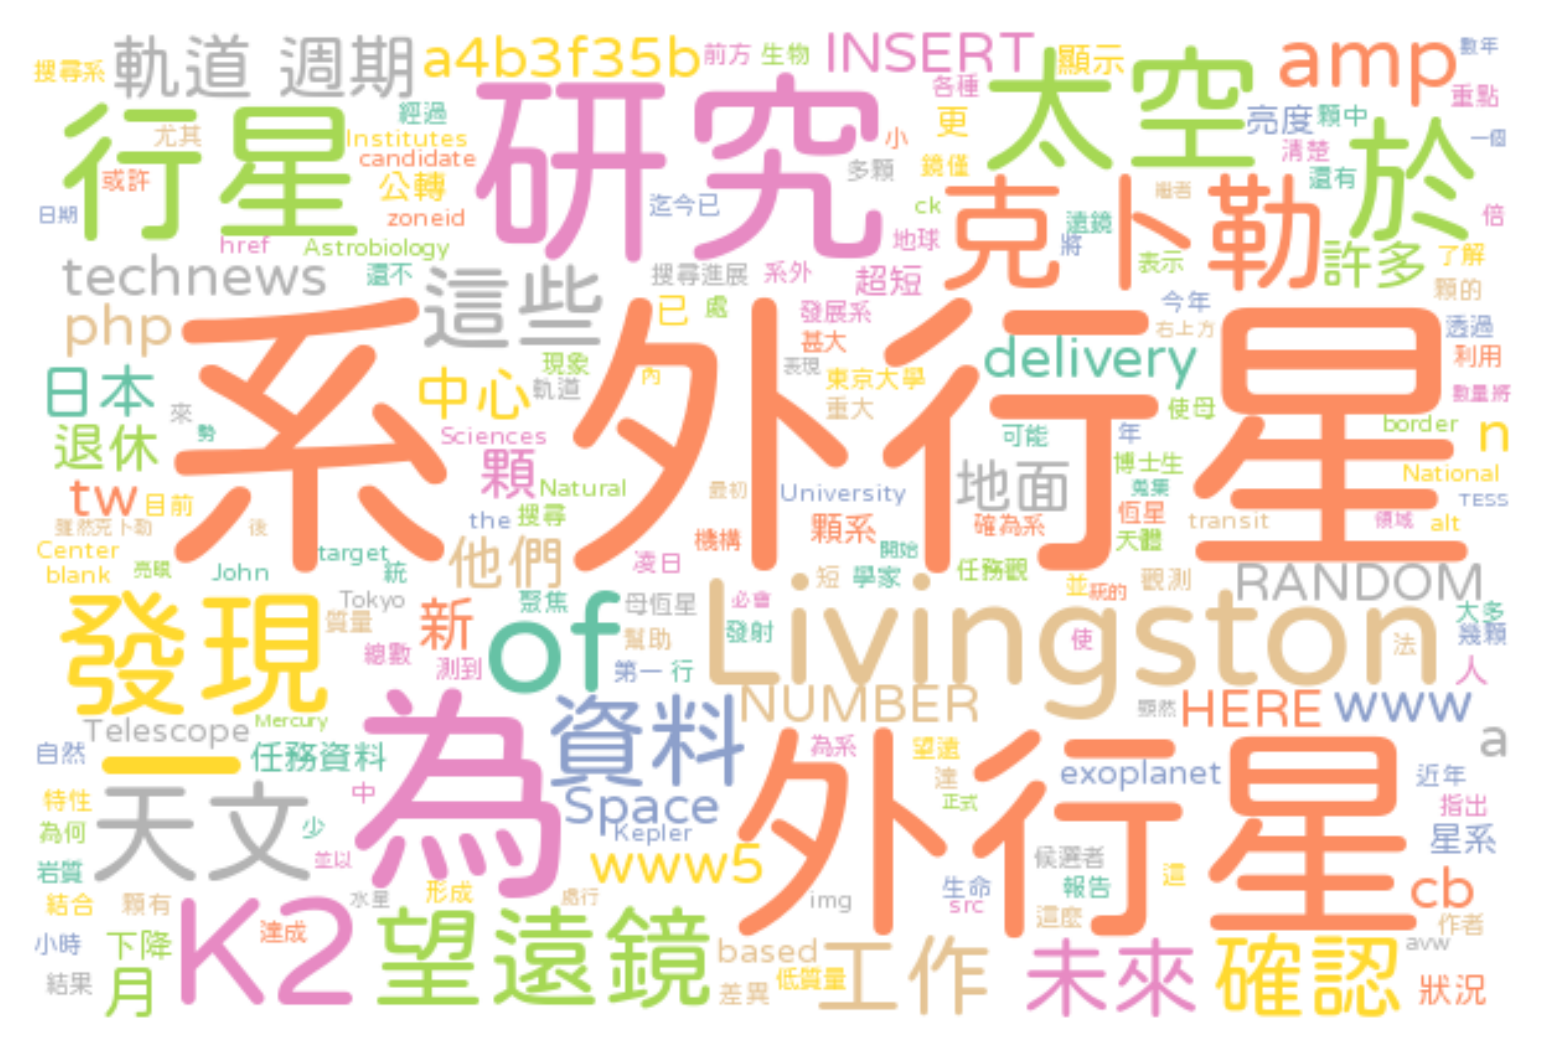 搜尋系 軌道 週期 a4b3f35b 前方 生物 INSERT 顯示 amp 數年
行星 尤其 經過 Institutes candidate 研究 小 各種 更 太空 亮度 顆中 重點 一個
或許 公轉 zoneid 迄今已 多顆 鏡僅 清楚 還有 於
日期 href Astrobiology ck 地球 克卜勒 繼者 遠鏡 將 表示 許多 倍 了解
technews 還不 這些 搜尋進展 系外 超短 今年 顆的
php 系外行星 已 處 發展系 甚大 右上方 透過
日本 中心 現象 軌道 內 表現 東京大學 delivery 利用
來 重大 使母 數量將
退休 勢 Sciences 顆 可能 年 border n
tw 目前 Natural 最初 University 地面 博士生 蒐集 National TESS
雖然克卜勒 後 the 搜尋 機構 顆系 確為系 恆星 transit 領域 alt
Center target 他們 凌日 開始 天體
blank 亮眼 John 統 短 學家 任務觀 並 統的 觀測 RANDOM
發現 Tokyo 質量 新 聚焦 of 母恆星 必會 Livingston 大多
幫助 發射 使 法 幾顆
總數 測到 第一 行 人
Telescope Mercury 為 資料 NUMBER 顯然 HERE www
自然 一 任務資料 為系 望遠 a
特性 天文 中 Space 達 exoplanet 近年
為何 少 Kepler 外行星 正式 指出
岩質 並以 www5 候選者 星系
結合 顆有 K2 水星 形成 處行 img 生命 src 報告 這 cb
小時 下降 達成 望遠鏡 based 工作 這麼 未來 確認 作者 avw
結果 月 差異 低質量 狀況